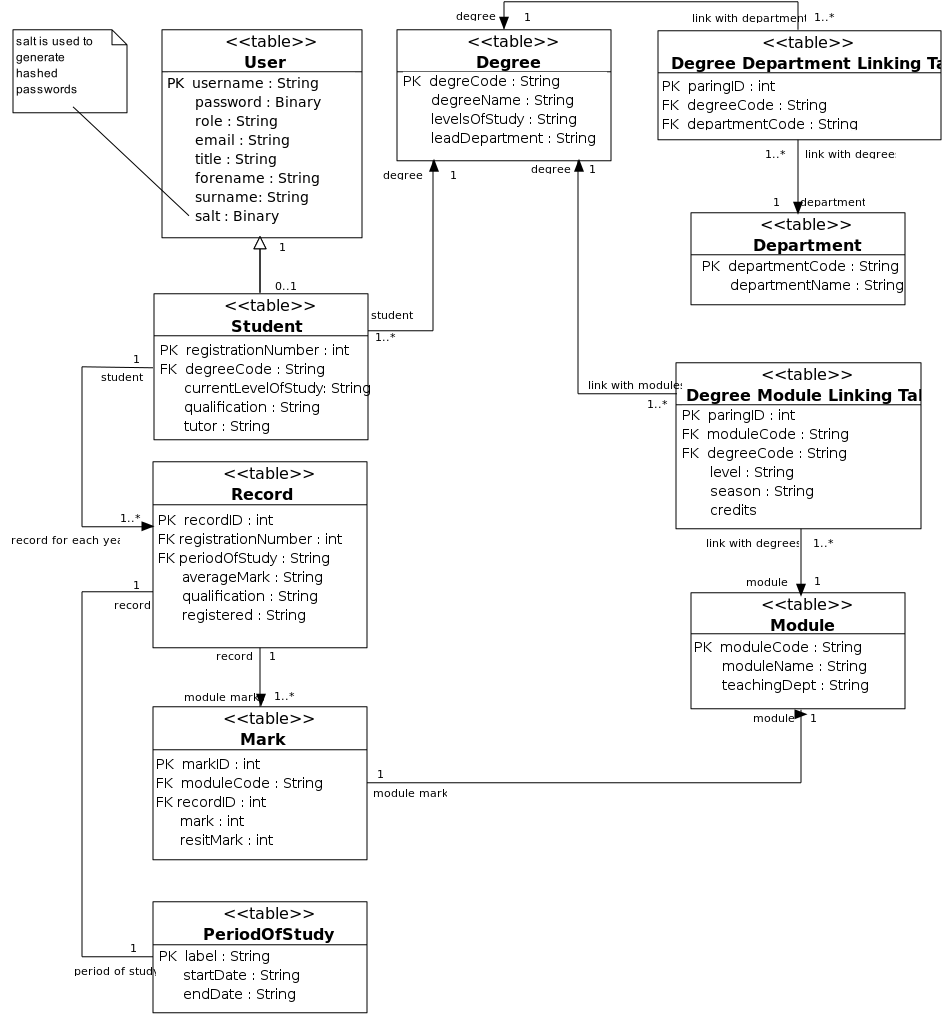 salt is used to
generate
hashed
passwords
<<table>>
User
PK username : String
password : Binary
role : String
email : String
title : String
forename : String
surname: String
salt : Binary
1
0..1
<<table>>
Student
PK registrationNumber : int
FK degreeCode : String
currentLevelOfStudy: String
qualification : String
tutor : String
student
1..*
degree
1
1
student
1..*
record for each yea
<<table>>
Record
PK recordID : int
FK registrationNumber : int
FK periodOfStudy : String
averageMark : String
qualification : String
registered : String
1
record
record
1
module mark
1..*
<<table>>
Mark
PK markID : int
FK moduleCode : String
FK recordID : int
mark : int
resitMark : int
1
module mark
<<table>>
PeriodOfStudy
PK label : String
startDate : String
endDate : String
1
period of study
degree
1
<<table>>
Degree
PK degreCode : String
degreeName : String
levelsOfStudy : String
leadDepartment : String
degree
1
link with department
1..*
<<table>>
Degree Department Linking Ta
PK paringID : int
FK degreeCode : String
FK departmentCode : String
1..*
link with degrees
1
department
<<table>>
Department
PK departmentCode : String
departmentName : String
link with modules
1..*
<<table>>
Degree Module Linking Tal
PK paringID : int
FK moduleCode : String
FK degreeCode : String
level : String
season : String
credits
link with degrees
1..*
module
1
<<table>>
Module
PK moduleCode : String
moduleName : String
teachingDept : String
module
1